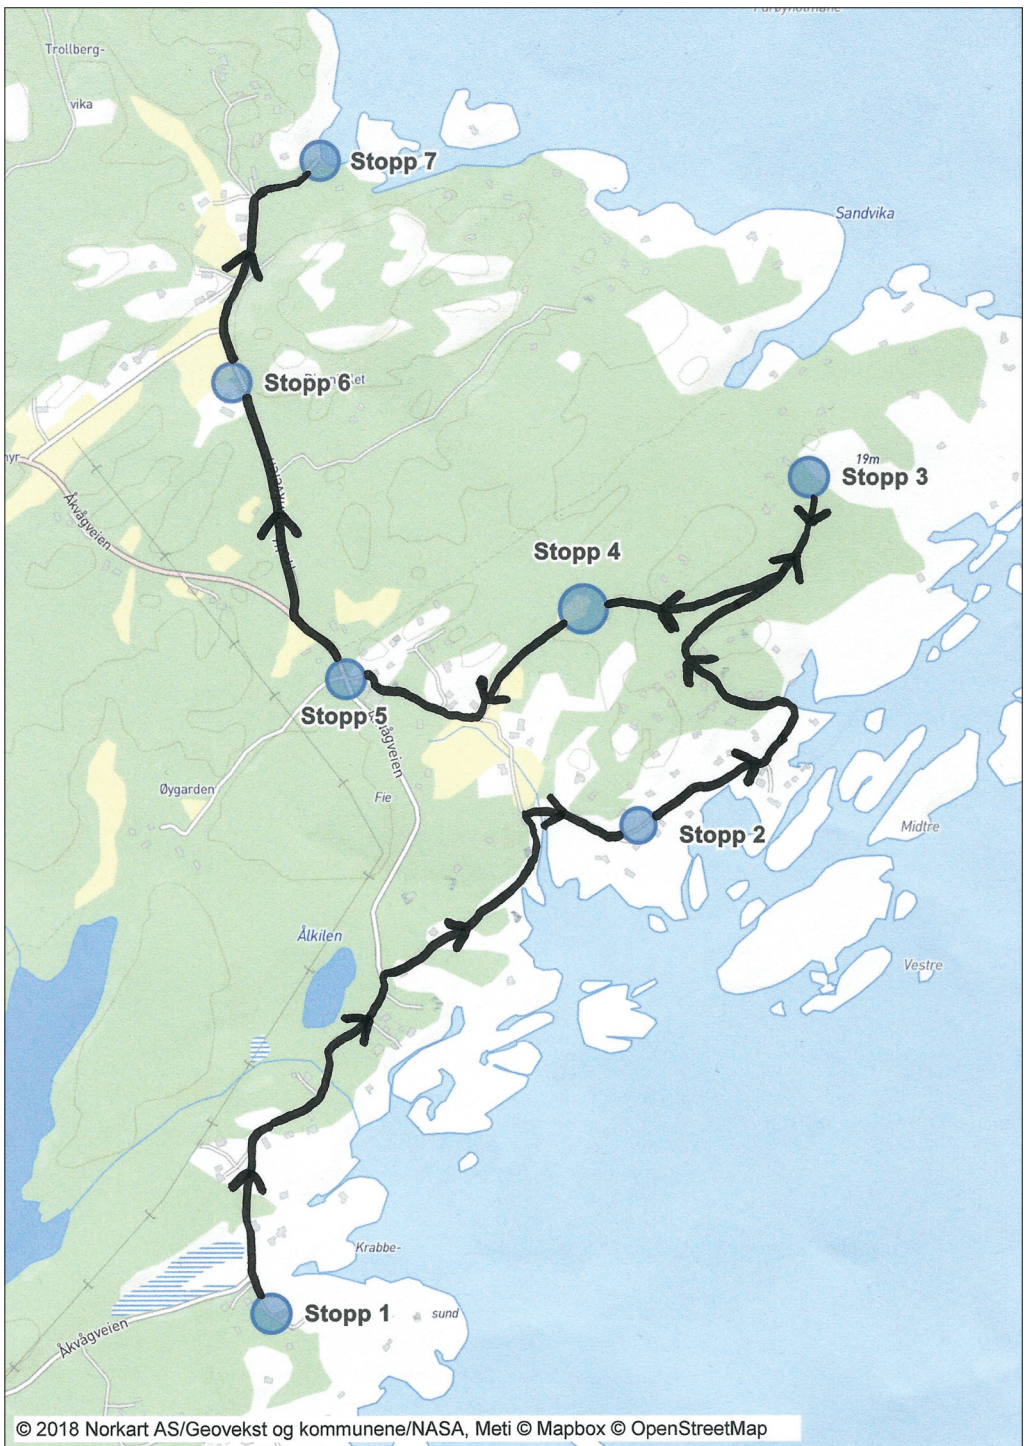 Trollberg-
vika
Stopp 7
Sandvika
Stopp 6
19m
Stopp 3
Åkvågveien
Stopp 4
Stopp 5
Øygarden
Fie
Stopp 2
Midtre
Ålkilen
Vestre
Krabbe-
sund
Stopp 1
Åkvågveien
© 2018 Norkart AS/Geovekst og kommunene/NASA, Meti © Mapbox © OpenStreetMap